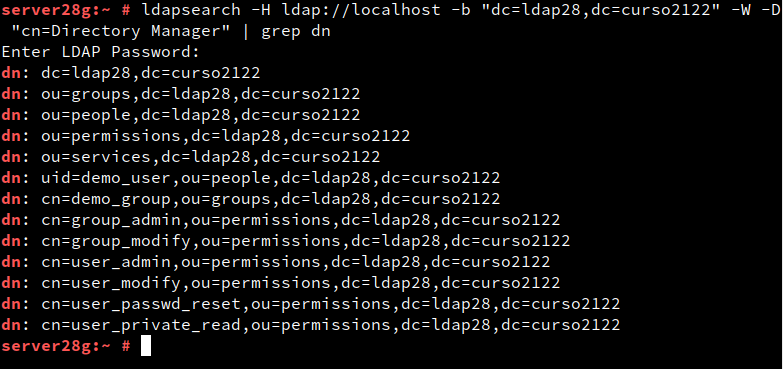 server28g:~ # ldapsearch -H ldap://localhost -b "dc=ldap28,dc=curso2122" -W -D
 "cn=Directory Manager" | grep dn
Enter LDAP Password:
dn: dc=ldap28,dc=curso2122
dn: ou=groups,dc=ldap28,dc=curso2122
dn: ou=people,dc=ldap28,dc=curso2122
dn: ou=permissions,dc=ldap28,dc=curso2122
dn: ou=services,dc=ldap28,dc=curso2122
dn: uid=demo_user,ou=people,dc=ldap28,dc=curso2122
dn: cn=demo_group,ou=groups,dc=ldap28,dc=curso2122
dn: cn=group_admin,ou=permissions,dc=ldap28,dc=curso2122
dn: cn=group_modify,ou=permissions,dc=ldap28,dc=curso2122
dn: cn=user_admin,ou=permissions,dc=ldap28,dc=curso2122
dn: cn=user_modify,ou=permissions,dc=ldap28,dc=curso2122
dn: cn=user_passwd_reset,ou=permissions,dc=ldap28,dc=curso2122
dn: cn=user_private_read,ou=permissions,dc=ldap28,dc=curso2122
server28g:~ #